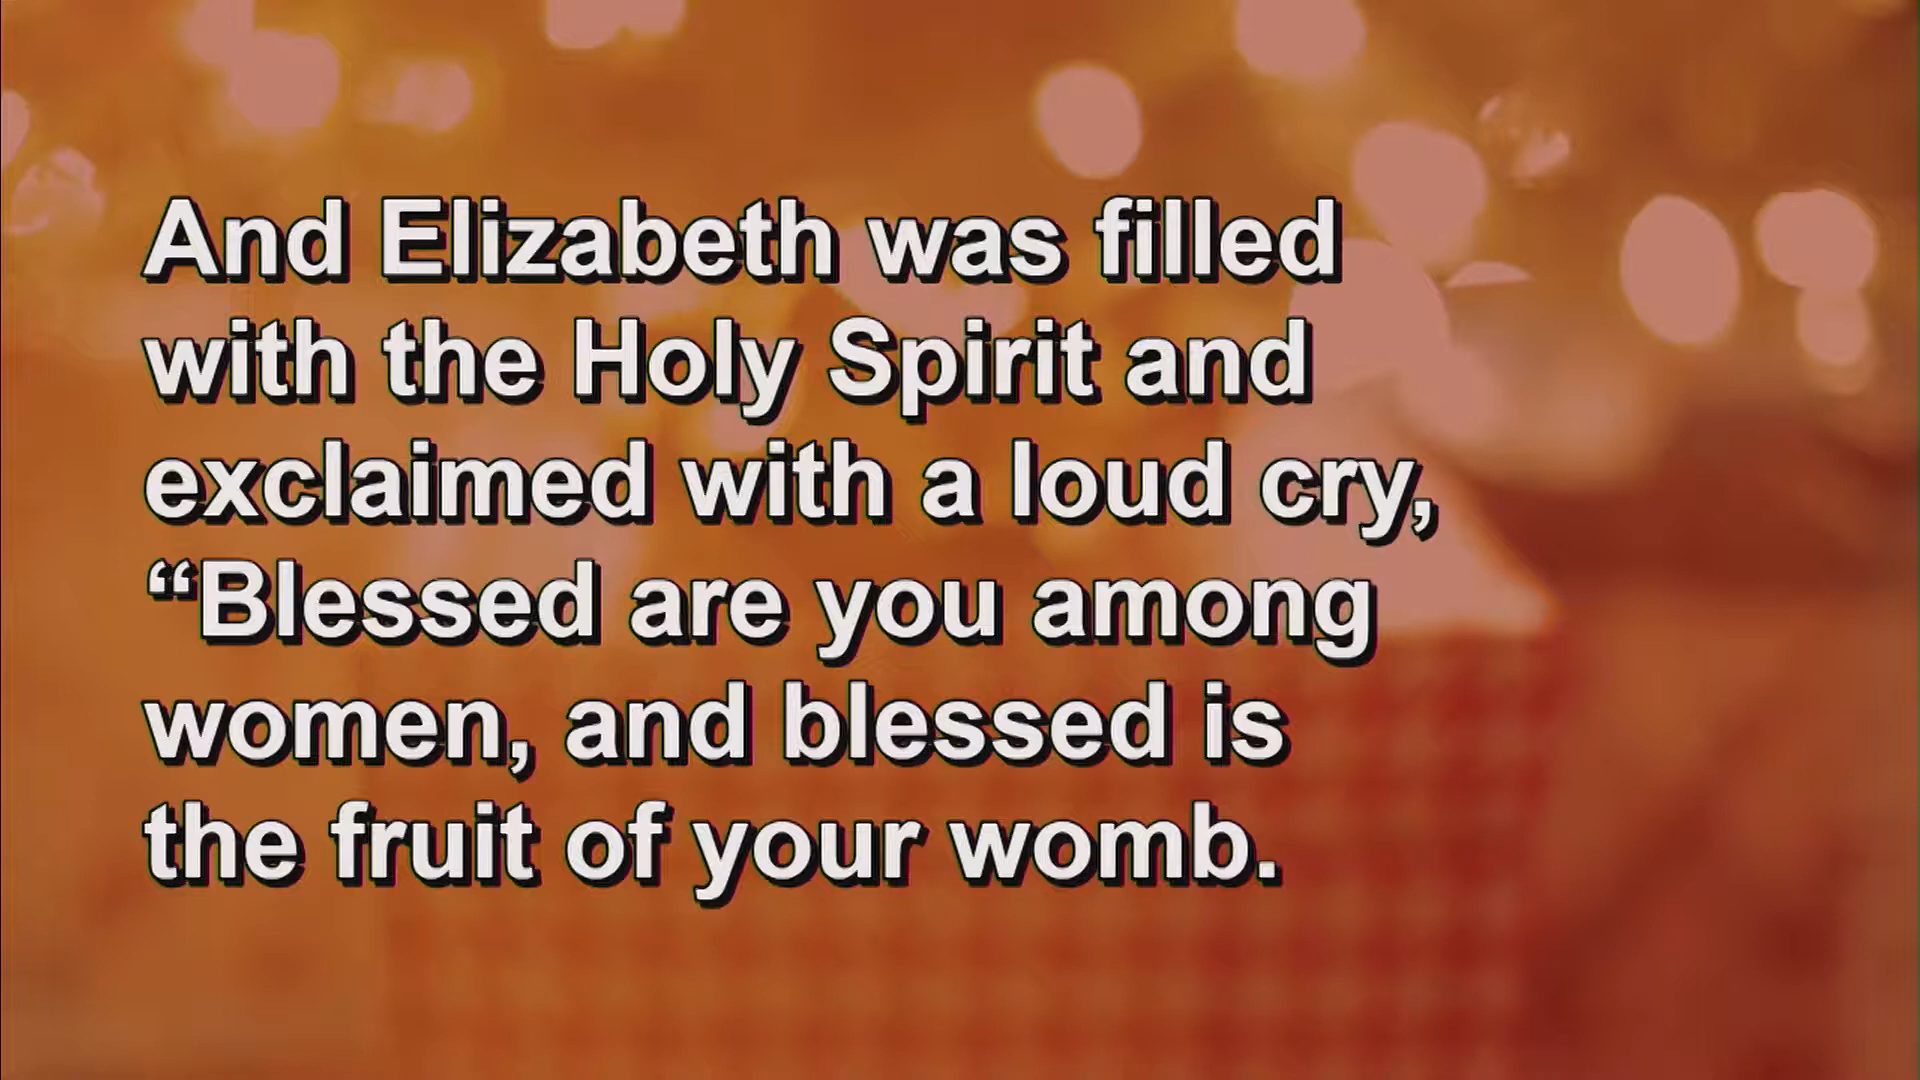 And Elizabeth was filled
with the Holy Spirit and
exclaimed with a loud cry,
“Blessed are you among
women, and blessed is
the fruit of your womb.